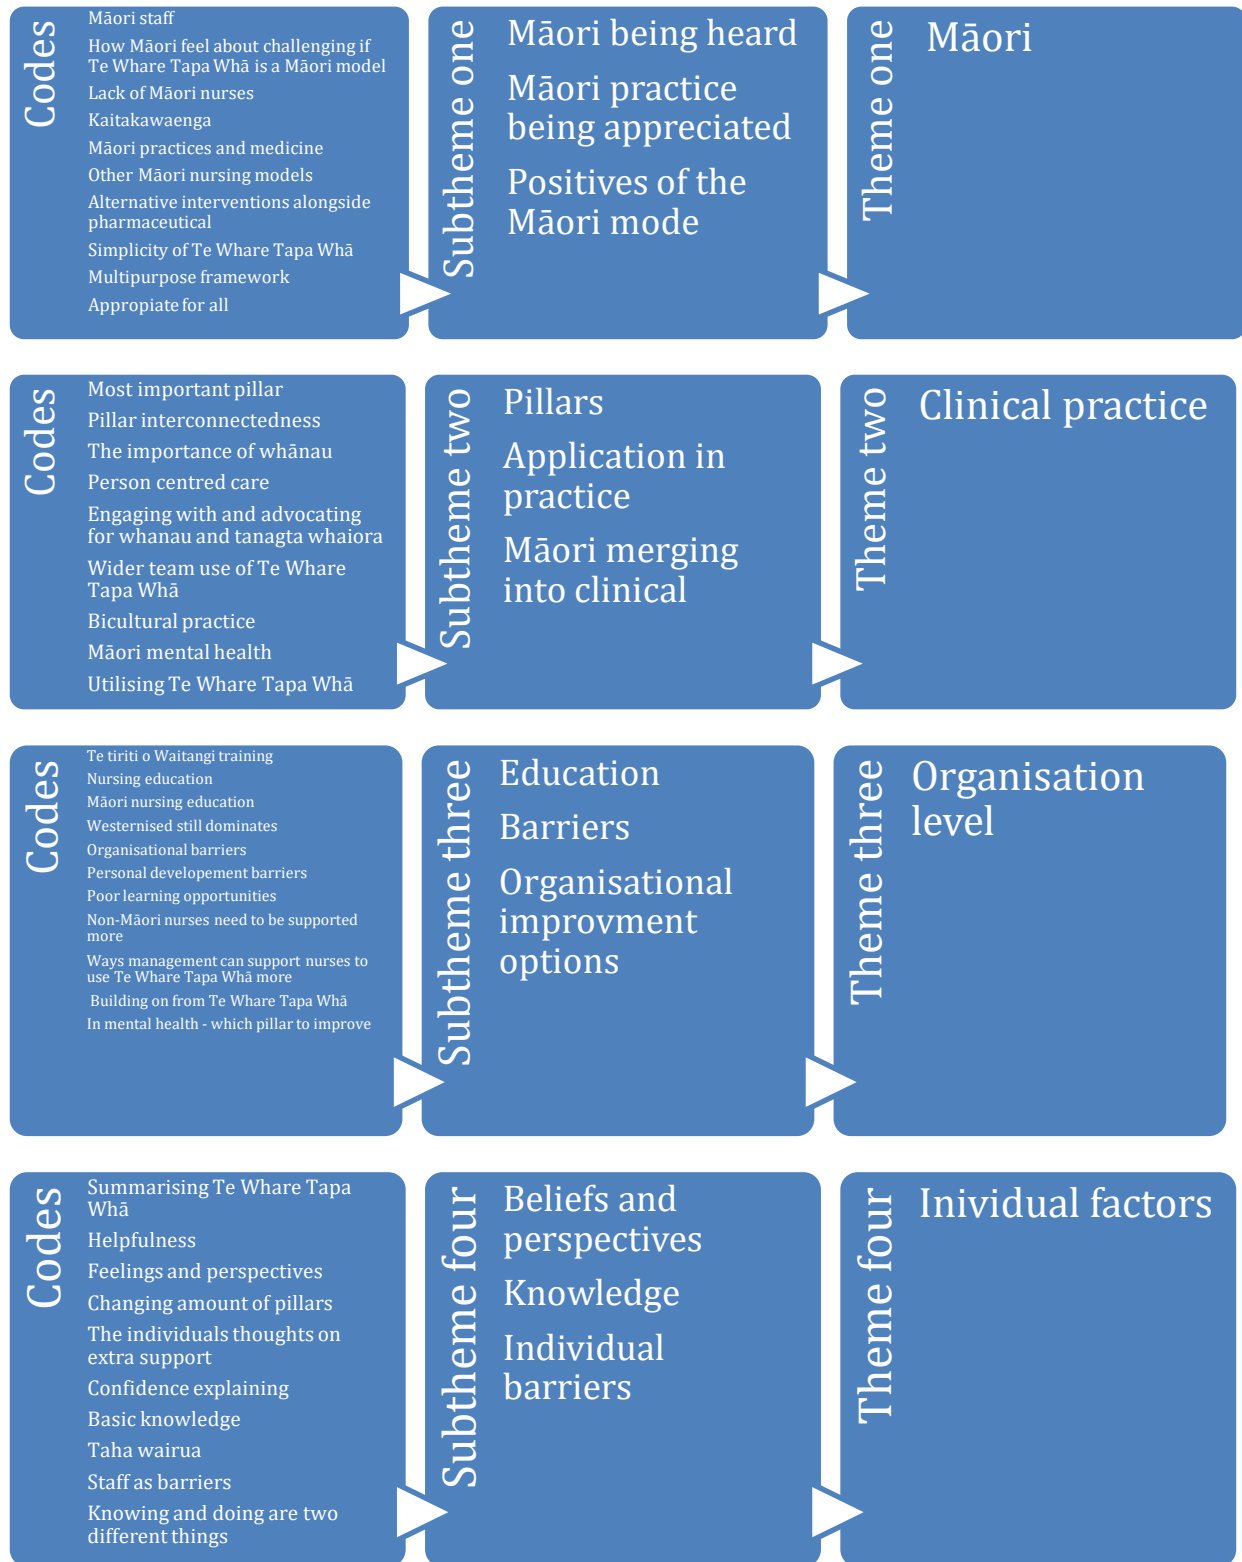 Codes
Māori staff
How Māori feel about challenging if
Te Whare Tapa Whā is a Māori model
Lack of Māori nurses
Kaitakawaenga
Māori practices and medicine
Other Māori nursing models
Alternative interventions alongside
pharmaceutical
Simplicity of Te Whare Tapa Whā
Multipurpose framework
Appropiate for all
Subtheme one
Māori being heard
Māori practice
being appreciated
Positives of the
Māori mode
Theme one
Māori
Codes
Most important pillar
Pillar interconnectedness
The importance of whānau
Person centred care
Engaging with and advocating
for whanau and tanagta whaiora
Wider team use of Te Whare
Tapa Whā
Bicultural practice
Māori mental health
Utilising Te Whare Tapa Whā
Subtheme two
Pillars
Application in
practice
Māori merging
into clinical
Theme two
Clinical practice
Codes
Te tiriti o Waitangi training
Nursing education
Māori nursing education
Westernised still dominates
Organisational barriers
Personal developement barriers
Poor learning opportunities
Non-Māori nurses need to be supported
more
Ways management can support nurses to
use Te Whare Tapa Whā more
Building on from Te Whare Tapa Whā
In mental health - which pillar to improve
Subtheme three
Education
Barriers
Organisational
improvment
options
Theme three
Organisation
level
Codes
Summarising Te Whare Tapa
Whā
Helpfulness
Feelings and perspectives
Changing amount of pillars
The individuals thoughts on
extra support
Confidence explaining
Basic knowledge
Taha wairua
Staff as barriers
Knowing and doing are two
different things
Subtheme four
Beliefs and
perspectives
Knowledge
Individual
barriers
Theme four
Inividual factors